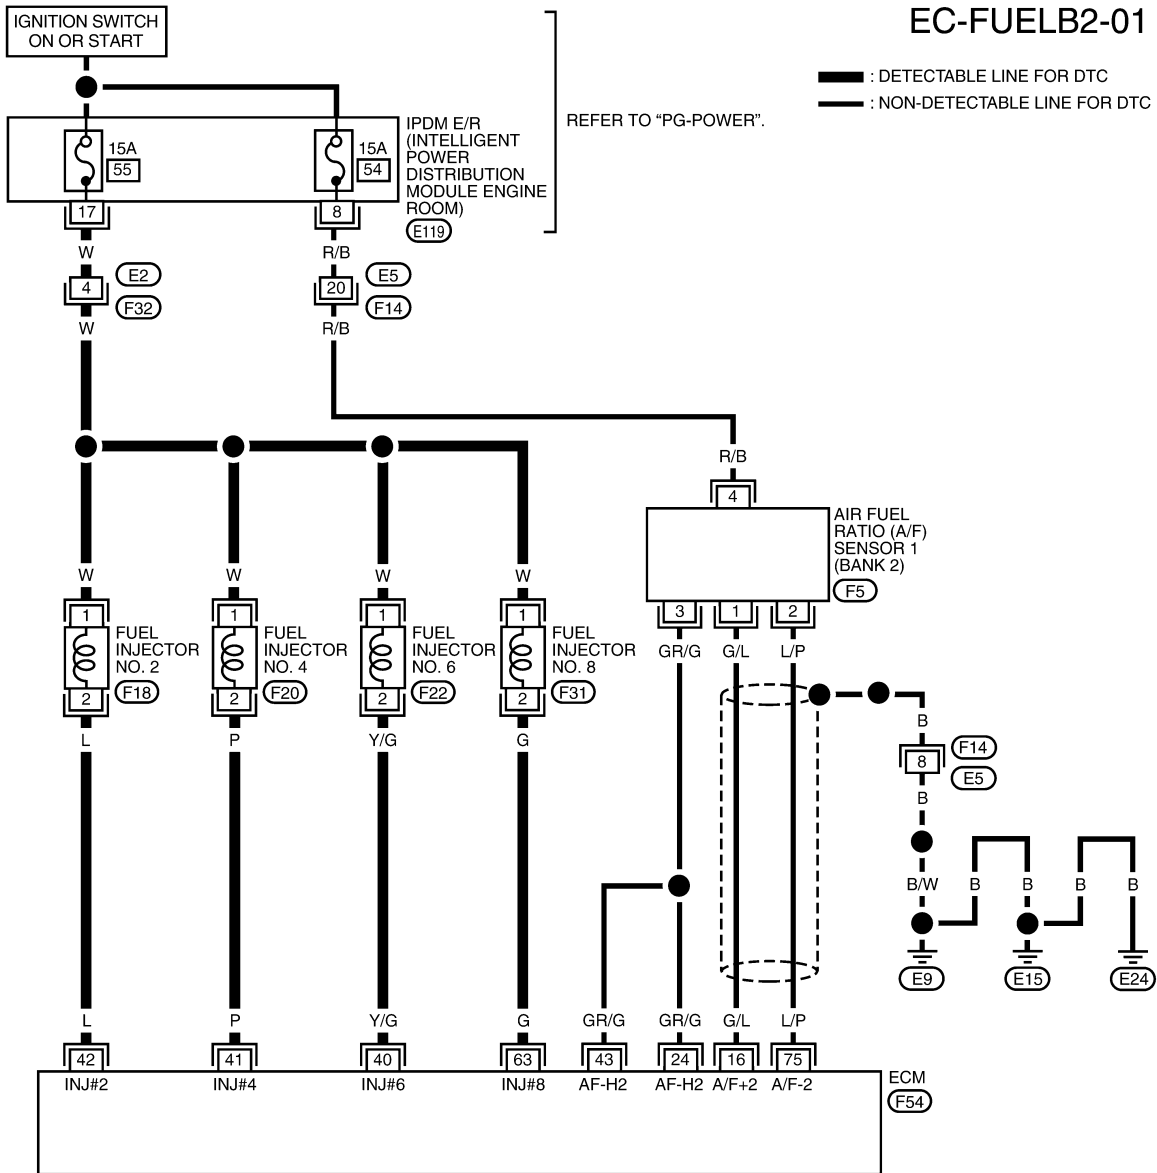 IGNITION SWITCH
ON OR START
EC-FUELB2-01
: DETECTABLE LINE FOR DTC
: NON-DETECTABLE LINE FOR DTC
REFER TO “PG-POWER”.
15A
55
15A
54
IPDM E/R
(INTELLIGENT
POWER
DISTRIBUTION
MODULE ENGINE
ROOM)
E119
17
8
W
R/B
4
E2
F32
20
E5
F14
W
R/B
R/B
4
AIR FUEL
RATIO (A/F)
SENSOR 1
(BANK 2)
F5
3
1
2
GR/G
G/L
L/P
W
W
W
W
1
1
1
1
FUEL
INJECTOR
NO. 2
F18
FUEL
INJECTOR
NO. 4
F20
FUEL
INJECTOR
NO. 6
F22
FUEL
INJECTOR
NO. 8
F31
2
2
2
2
L
P
Y/G
G
B
8
F14
E5
B
B/W
B
B
B
B
E9
E15
E24
L
P
Y/G
G
GR/G
GR/G
G/L
L/P
42
41
40
63
43
24
16
75
INJ#2
INJ#4
INJ#6
INJ#8
AF-H2
AF-H2
A/F+2
A/F-2
ECM
F54